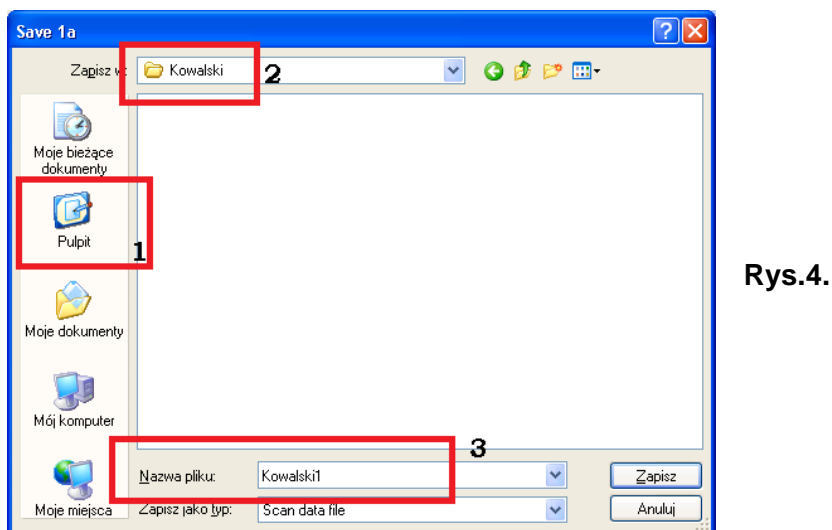 Save 1a
Zapisz w:
Kowalski
2
Moje bieżące
dokumenty
Pulpit
1
Rys.4.
Moje dokumenty
Mój komputer
3
Nazwa pliku:
Kowalski1
Zapisz
Moje miejsca
Zapisz jako typ:
Scan data file
Anuluj